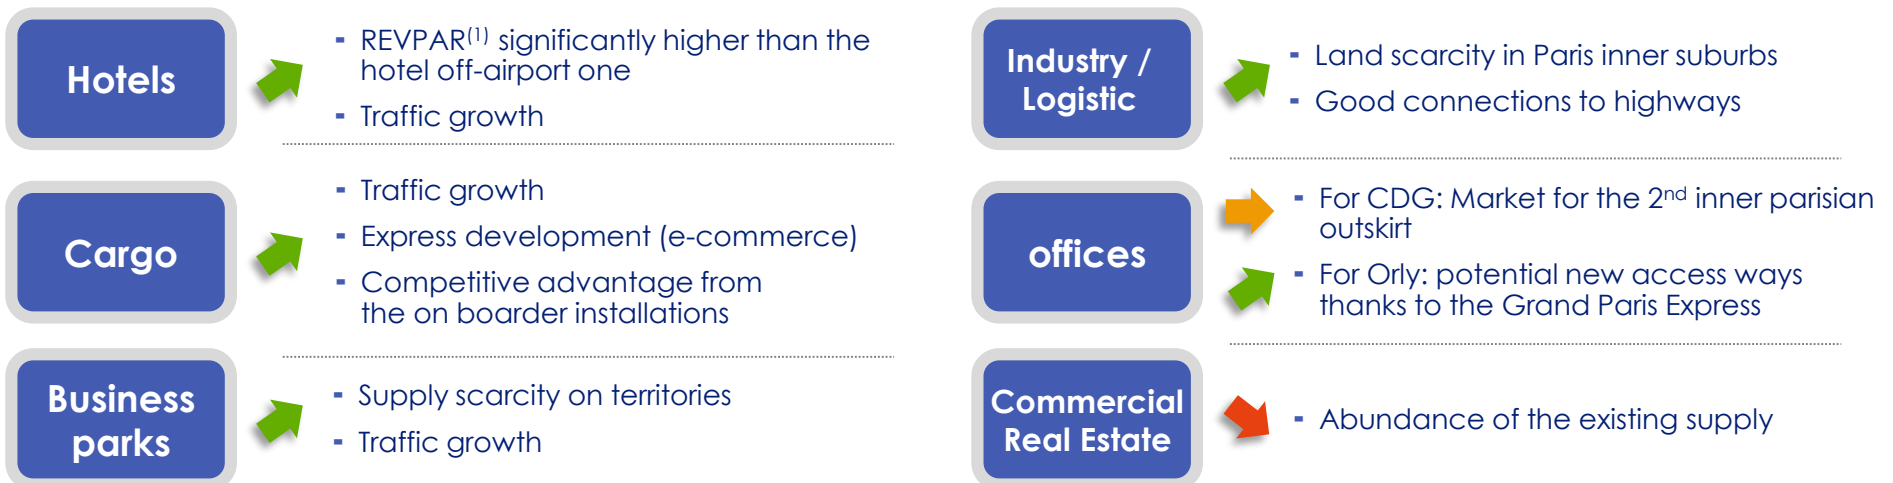 Hotels
- REVPAR(1) significantly higher than the
hotel off-airport one
- Traffic growth
Cargo
- Traffic growth
- Express development (e-commerce)
- Competitive advantage from
the on boarder installations
Business
parks
- Supply scarcity on territories
- Traffic growth
Industry /
Logistic
- Land scarcity in Paris inner suburbs
- Good connections to highways
offices
- For CDG: Market for the 2nd inner parisian
outskirt
- For Orly: potential new access ways
thanks to the Grand Paris Express
Commercial
Real Estate
- Abundance of the existing supply